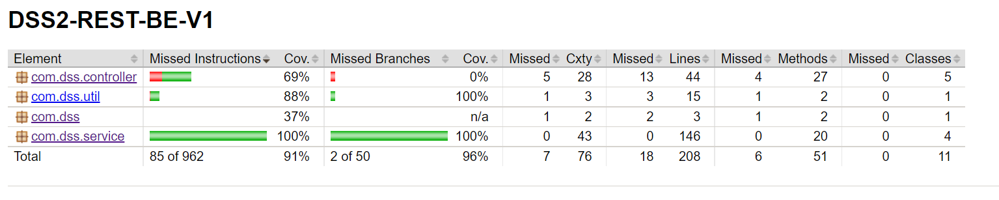 DSS2-REST-BE-V1
Element Missed Instructions Cov. Missed Branches Cov. Missed Cxty Missed Lines Missed Methods Missed Classes
com.dss.controller 69% 0% 5 28 13 44 4 27 0 5
com.dss.util 88% 100% 1 3 3 15 1 2 0 1
com.dss 37% n/a 1 2 2 3 1 2 0 1
com.dss.service 100% 100% 0 43 0 146 0 20 0 4
Total 85 of 962 91% 2 of 50 96% 7 76 18 208 6 51 0 11